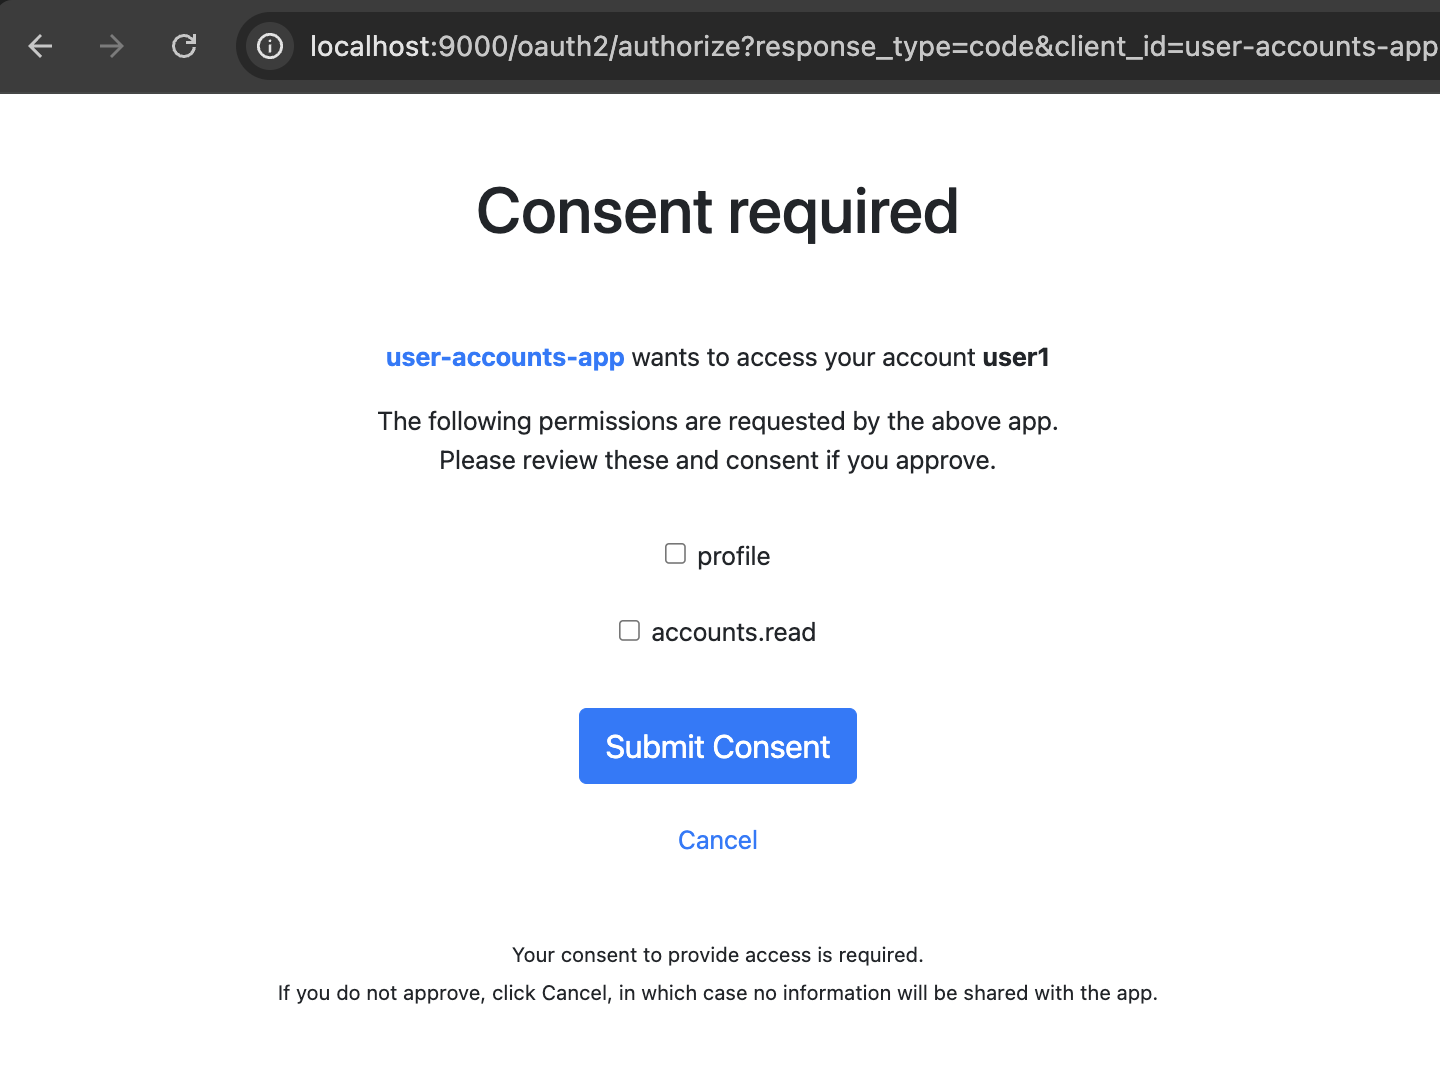 localhost:9000/oauth2/authorize?response_type=code&client_id=user-accounts-app
Consent required
user-accounts-app wants to access your account user1
The following permissions are requested by the above app.
Please review these and consent if you approve.
profile
accounts.read
Submit Consent
Cancel
Your consent to provide access is required.
If you do not approve, click Cancel, in which case no information will be shared with the app.